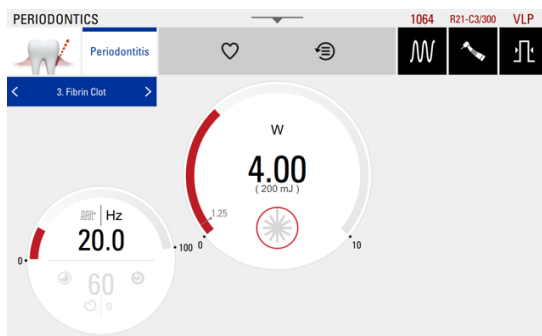 PERIODONTICS
1064 R21-C3/300 VLP
Periodontitis
3. Fibrin Clot
W
4.00
( 200 mJ )
1.25
0 10
Hz
20.0
0 100
60
s